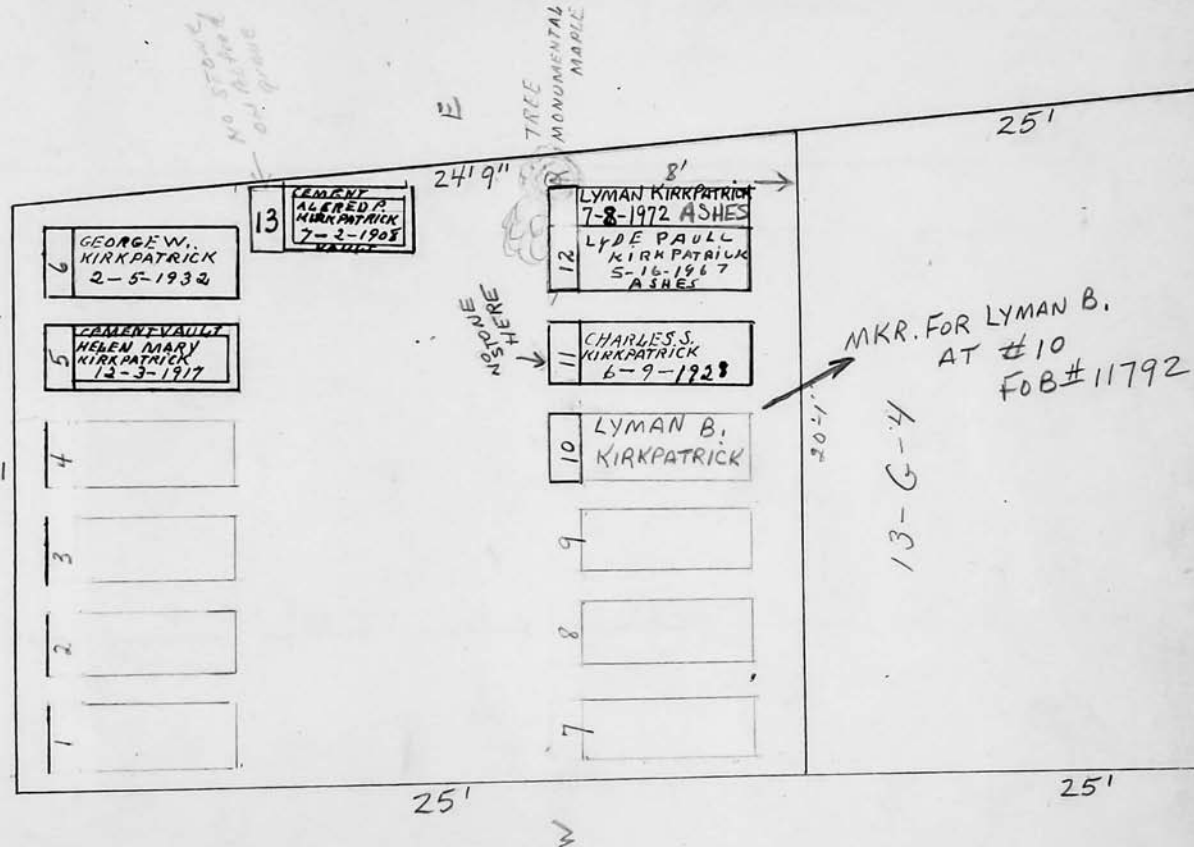 NO STONE
ON ALFRED
GRAVE
E
TREE
MONUMENTAL
MAPLE
25'
24' 9"
8'
13
CEMENT
ALFRED P.
KIRKPATRICK
7-2-1908
VAULT
LYMAN KIRKPATRICK
7-8-1972 ASHES
12
LYDE PAULL
KIRKPATRICK
5-16-1967
ASHES
6
GEORGE W.
KIRKPATRICK
2-5-1932
NO STONE
HERE
5
CEMENT VAULT
HELEN MARY
KIRKPATRICK
12-3-1917
11
CHARLES S.
KIRKPATRICK
6-9-1928
MKR. FOR LYMAN B.
AT #10
FOB #11792
4
10
LYMAN B.
KIRKPATRICK
20'-1"
13-G-4
3
9
2
8
1
7
25'
25'
W